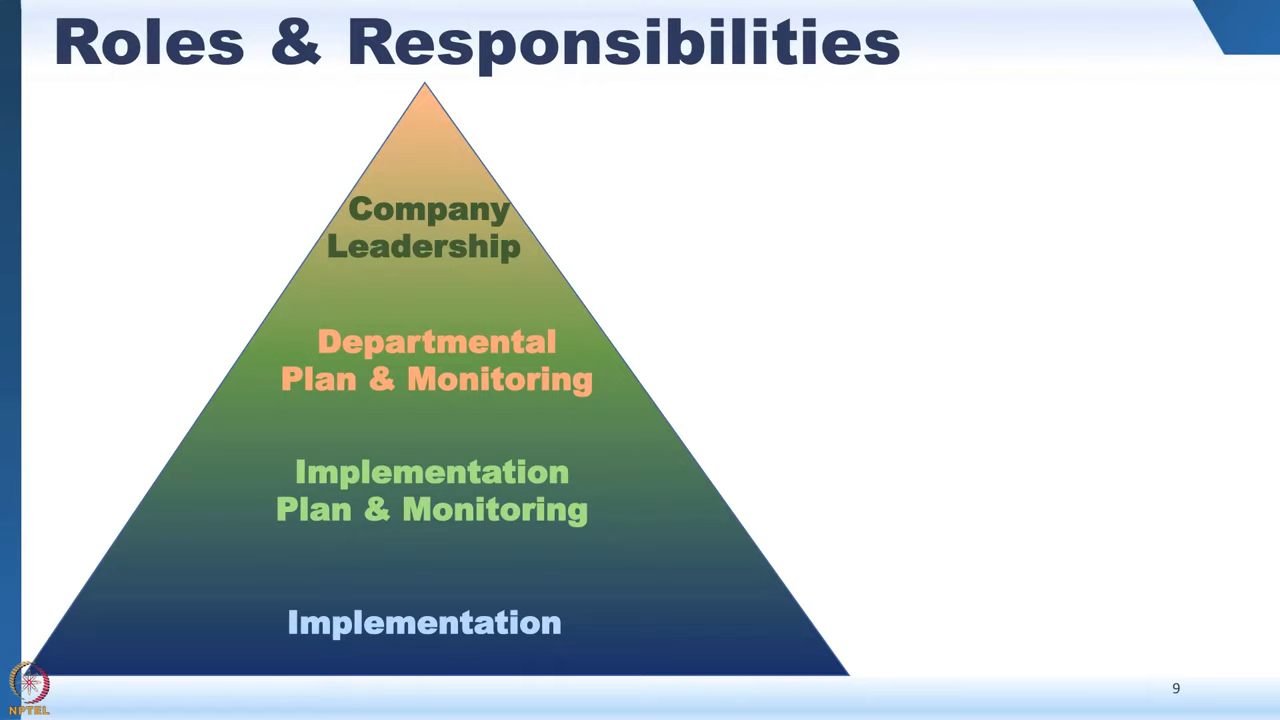 Roles & Responsibilities
Company
Leadership
Departmental
Plan & Monitoring
Implementation
Plan & Monitoring
Implementation
NPTEL
9